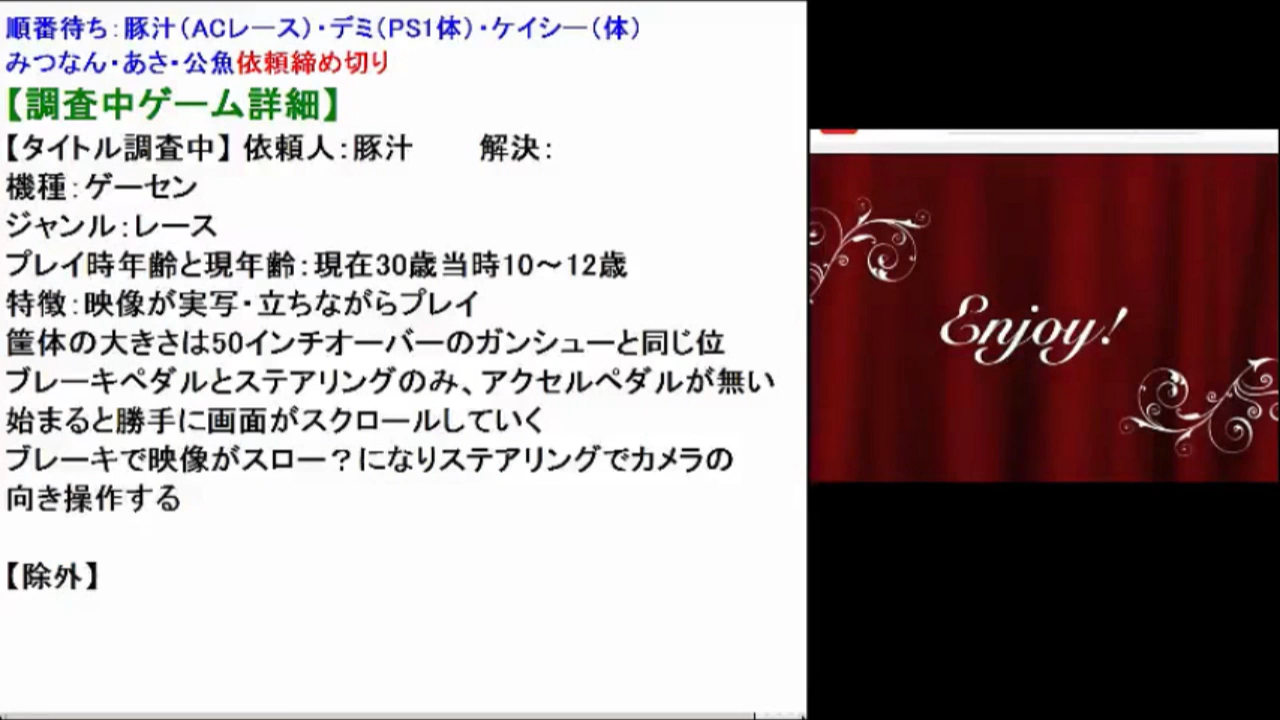 順番待ち：豚汁（ACレース）・デミ（PS1体）・ケイシー（体）
みつなん・あさ・公魚依頼締め切り
【調査中ゲーム詳細】
【タイトル調査中】 依頼人：豚汁　　解決：
機種：ゲーセン
ジャンル：レース
プレイ時年齢と現年齢：現在30歳当時10～12歳
特徴：映像が実写・立ちながらプレイ
筐体の大きさは50インチオーバーのガンシューと同じ位
ブレーキペダルとステアリングのみ、アクセルペダルが無い
始まると勝手に画面がスクロールしていく
ブレーキで映像がスロー？になりステアリングでカメラの
向き操作する
【除外】
Enjoy!